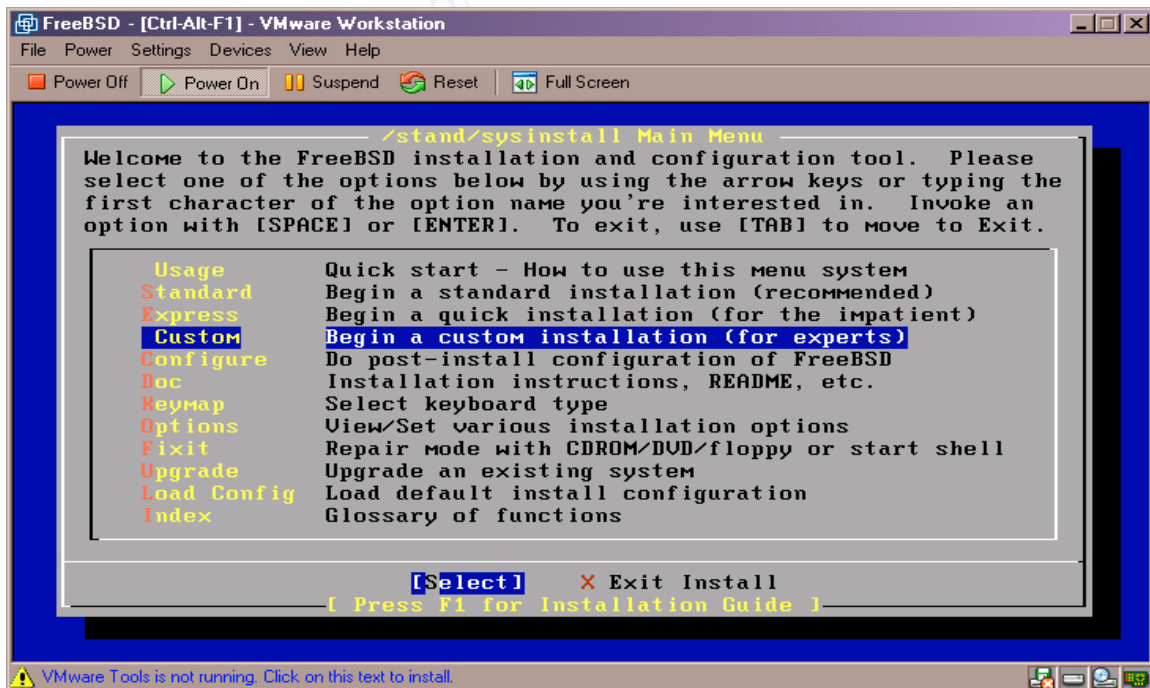 FreeBSD - [Ctrl-Alt-F1] - VMware Workstation
File Power Settings Devices View Help
Power Off Power On Suspend Reset Full Screen
/stand/sysinstall Main Menu
Welcome to the FreeBSD installation and configuration tool. Please
select one of the options below by using the arrow keys or typing the
first character of the option name you're interested in. Invoke an
option with [SPACE] or [ENTER]. To exit, use [TAB] to move to Exit.
Usage Quick start - How to use this menu system
Standard Begin a standard installation (recommended)
Express Begin a quick installation (for the impatient)
Custom Begin a custom installation (for experts)
Configure Do post-install configuration of FreeBSD
Doc Installation instructions, README, etc.
Keymap Select keyboard type
Options View/Set various installation options
Fixit Repair mode with CDROM/DVD/floppy or start shell
Upgrade Upgrade an existing system
Load Config Load default install configuration
Index Glossary of functions
[Select] X Exit Install
[ Press F1 for Installation Guide ]
VMware Tools is not running. Click on this text to install.